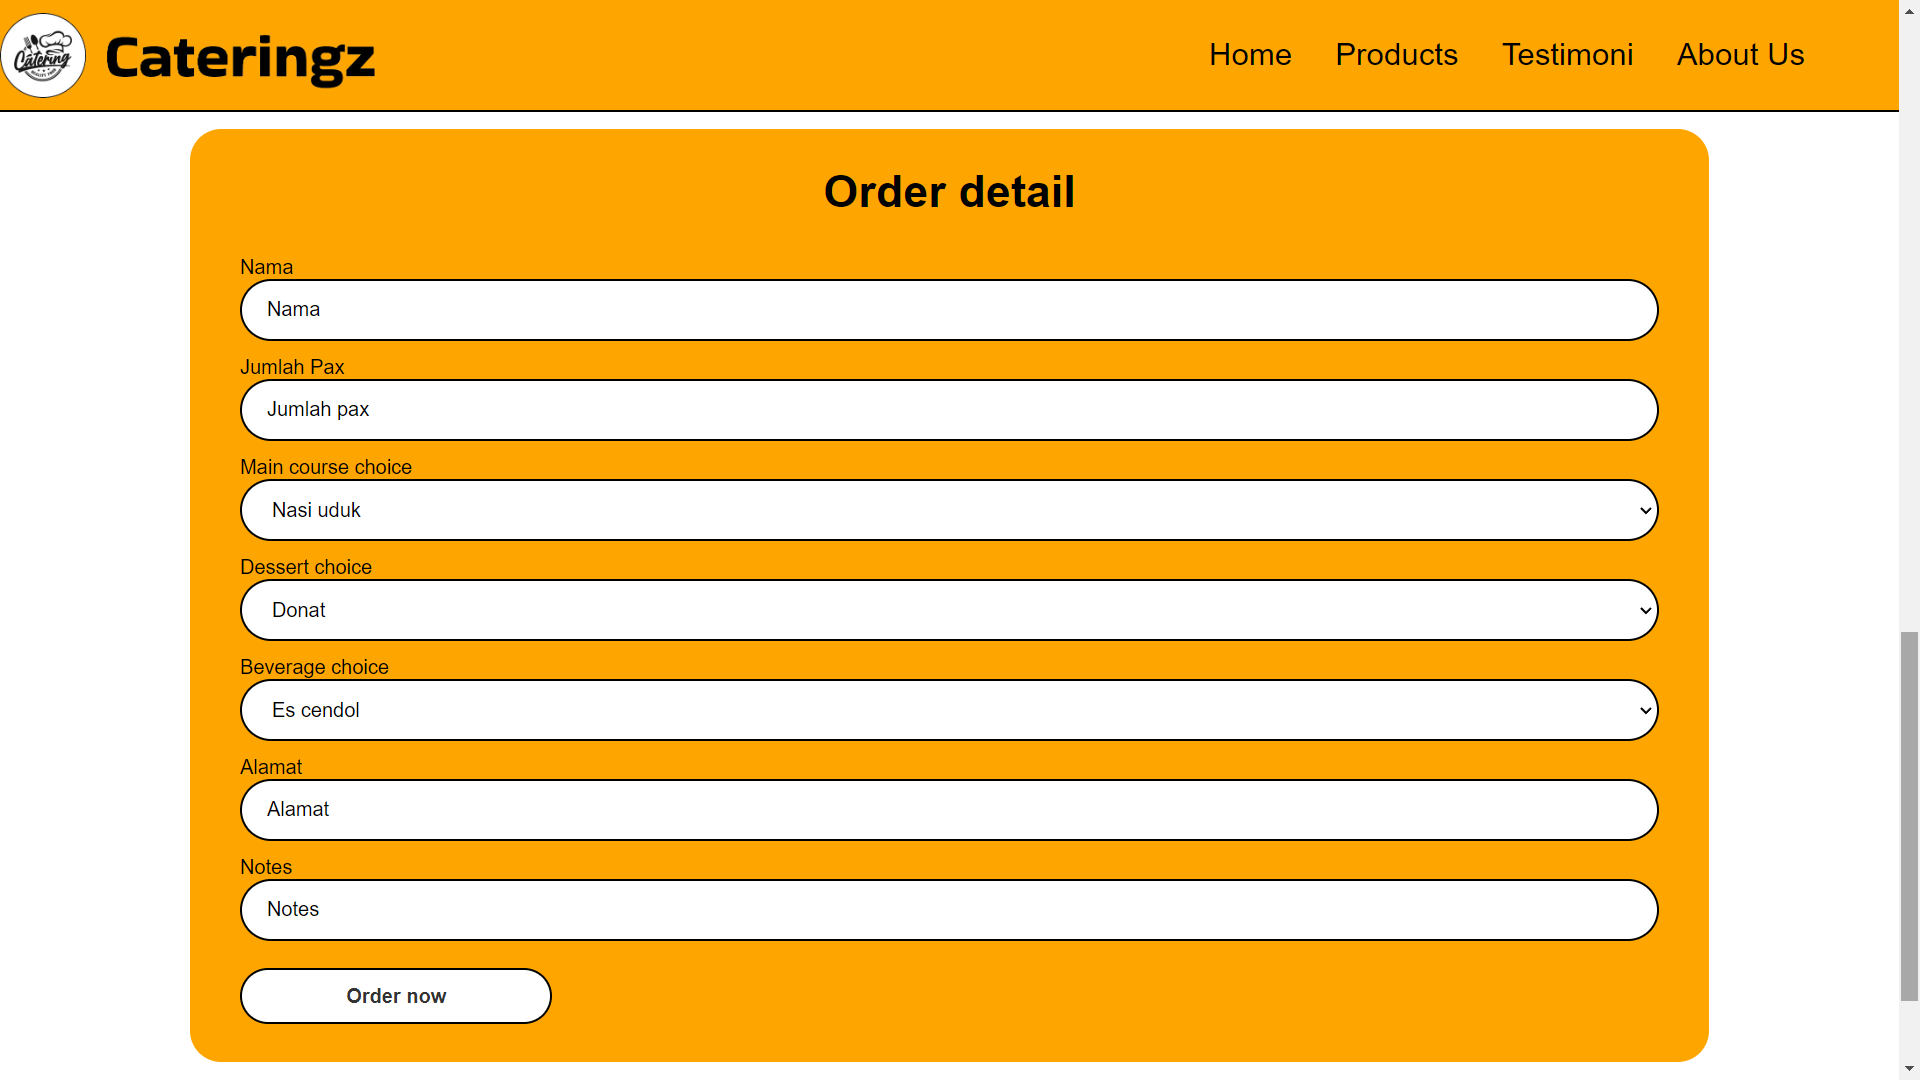 Catering
Cateringz
Home
Products
Testimoni
About Us
Order detail
Nama
Nama
Jumlah Pax
Jumlah pax
Main course choice
Nasi uduk
Dessert choice
Donat
Beverage choice
Es cendol
Alamat
Alamat
Notes
Notes
Order now